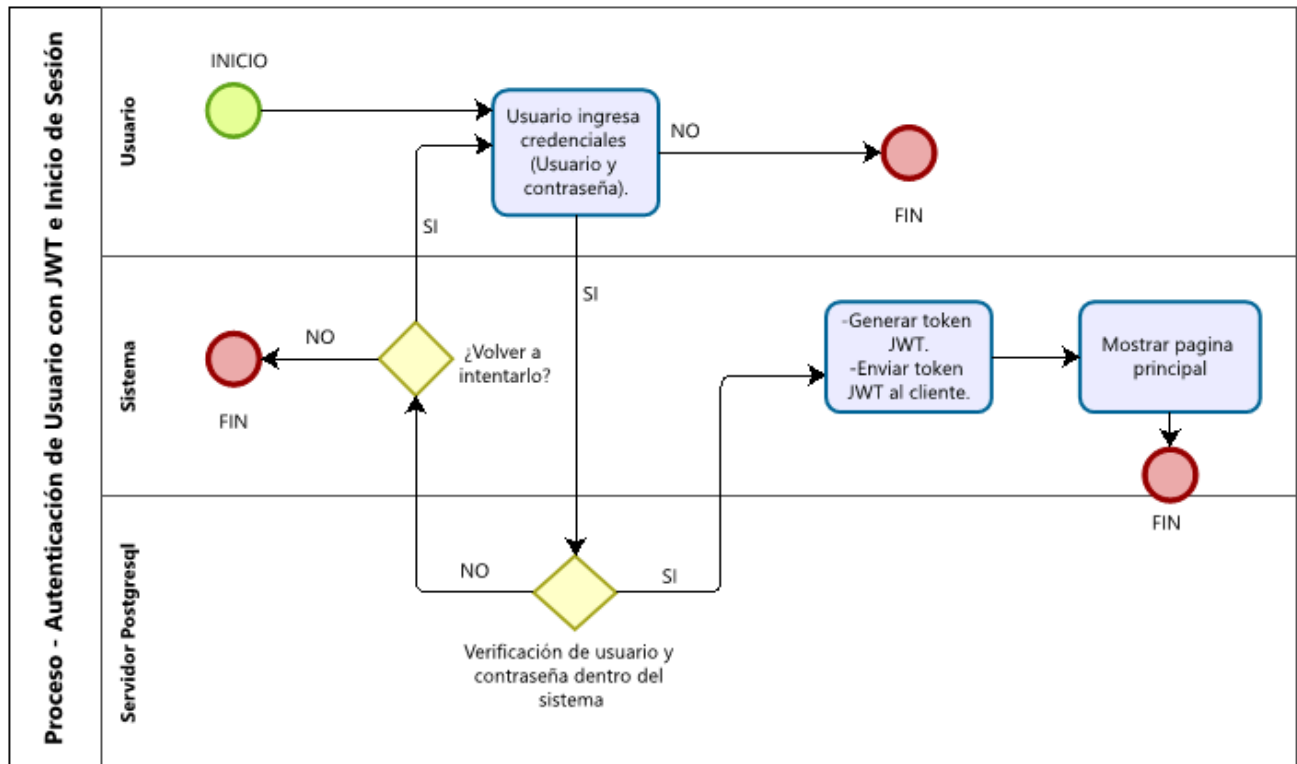 Proceso - Autenticación de Usuario con JWT e Inicio de Sesión
Usuario
INICIO
Usuario ingresa
credenciales
(Usuario y
contraseña).
NO
FIN
SI
SI
Sistema
NO
FIN
¿Volver a
intentarlo?
-Generar token
JWT.
-Enviar token
JWT al cliente.
Mostrar pagina
principal
FIN
Servidor Postgresql
NO
SI
Verificación de usuario y
contraseña dentro del
sistema